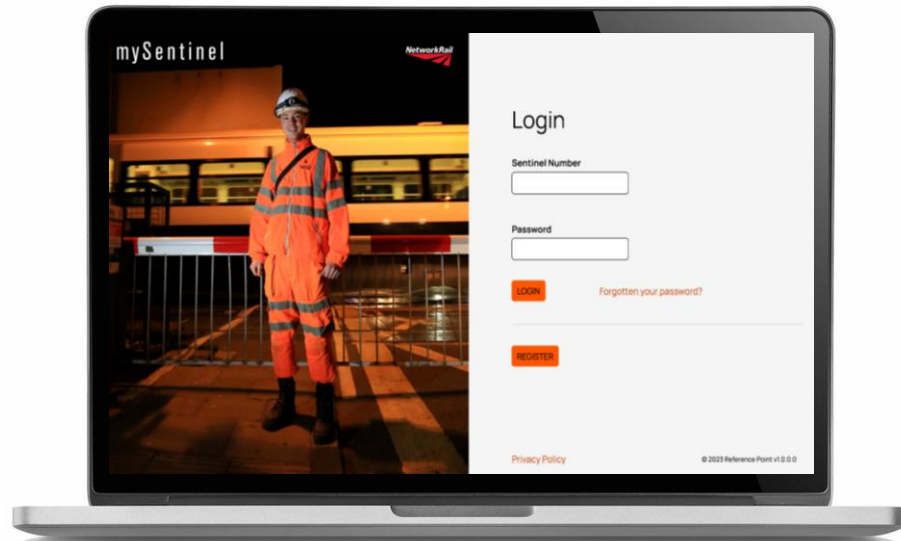 mySentinel
NetworkRail
Login
Sentinel Number
Password
LOGIN
Forgotten your password?
REGISTER
Privacy Policy
© 2023 Reference Point v1.0.0.0